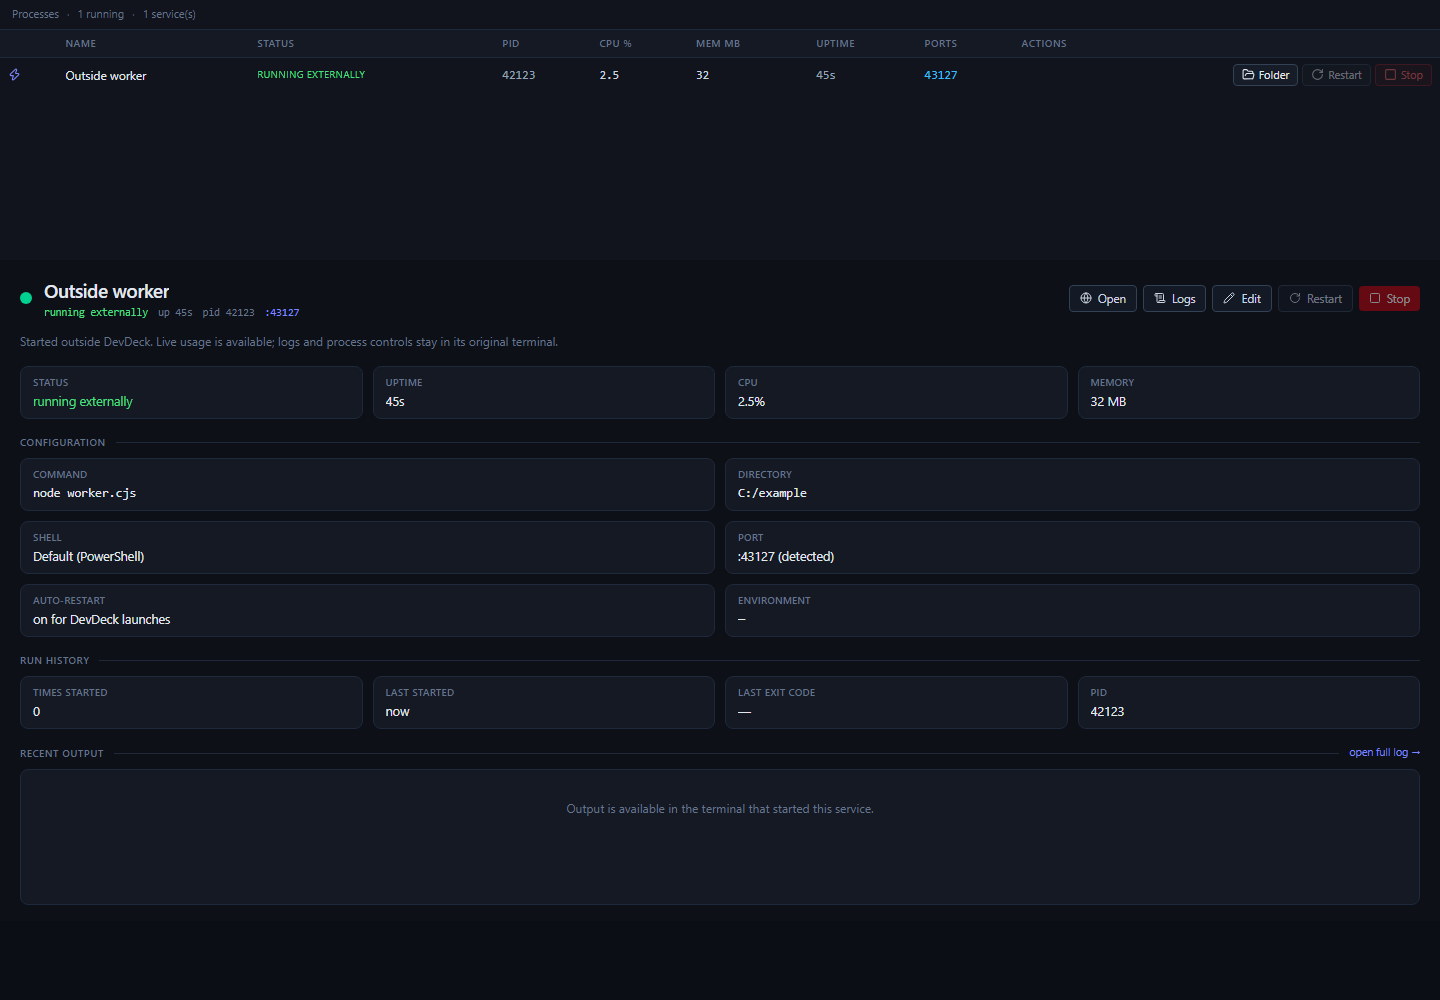 Processes · 1 running · 1 service(s)
NAME STATUS PID CPU % MEM MB UPTIME PORTS ACTIONS
Outside worker RUNNING EXTERNALLY 42123 2.5 32 45s 43127 Folder Restart Stop
Outside worker
running externally up 45s pid 42123 :43127
Open Logs Edit Restart Stop
Started outside DevDeck. Live usage is available; logs and process controls stay in its original terminal.
STATUS UPTIME CPU MEMORY
running externally 45s 2.5% 32 MB
CONFIGURATION
COMMAND DIRECTORY
node worker.cjs C:/example
SHELL PORT
Default (PowerShell) :43127 (detected)
AUTO-RESTART ENVIRONMENT
on for DevDeck launches –
RUN HISTORY
TIMES STARTED LAST STARTED LAST EXIT CODE PID
0 now — 42123
RECENT OUTPUT open full log →
Output is available in the terminal that started this service.